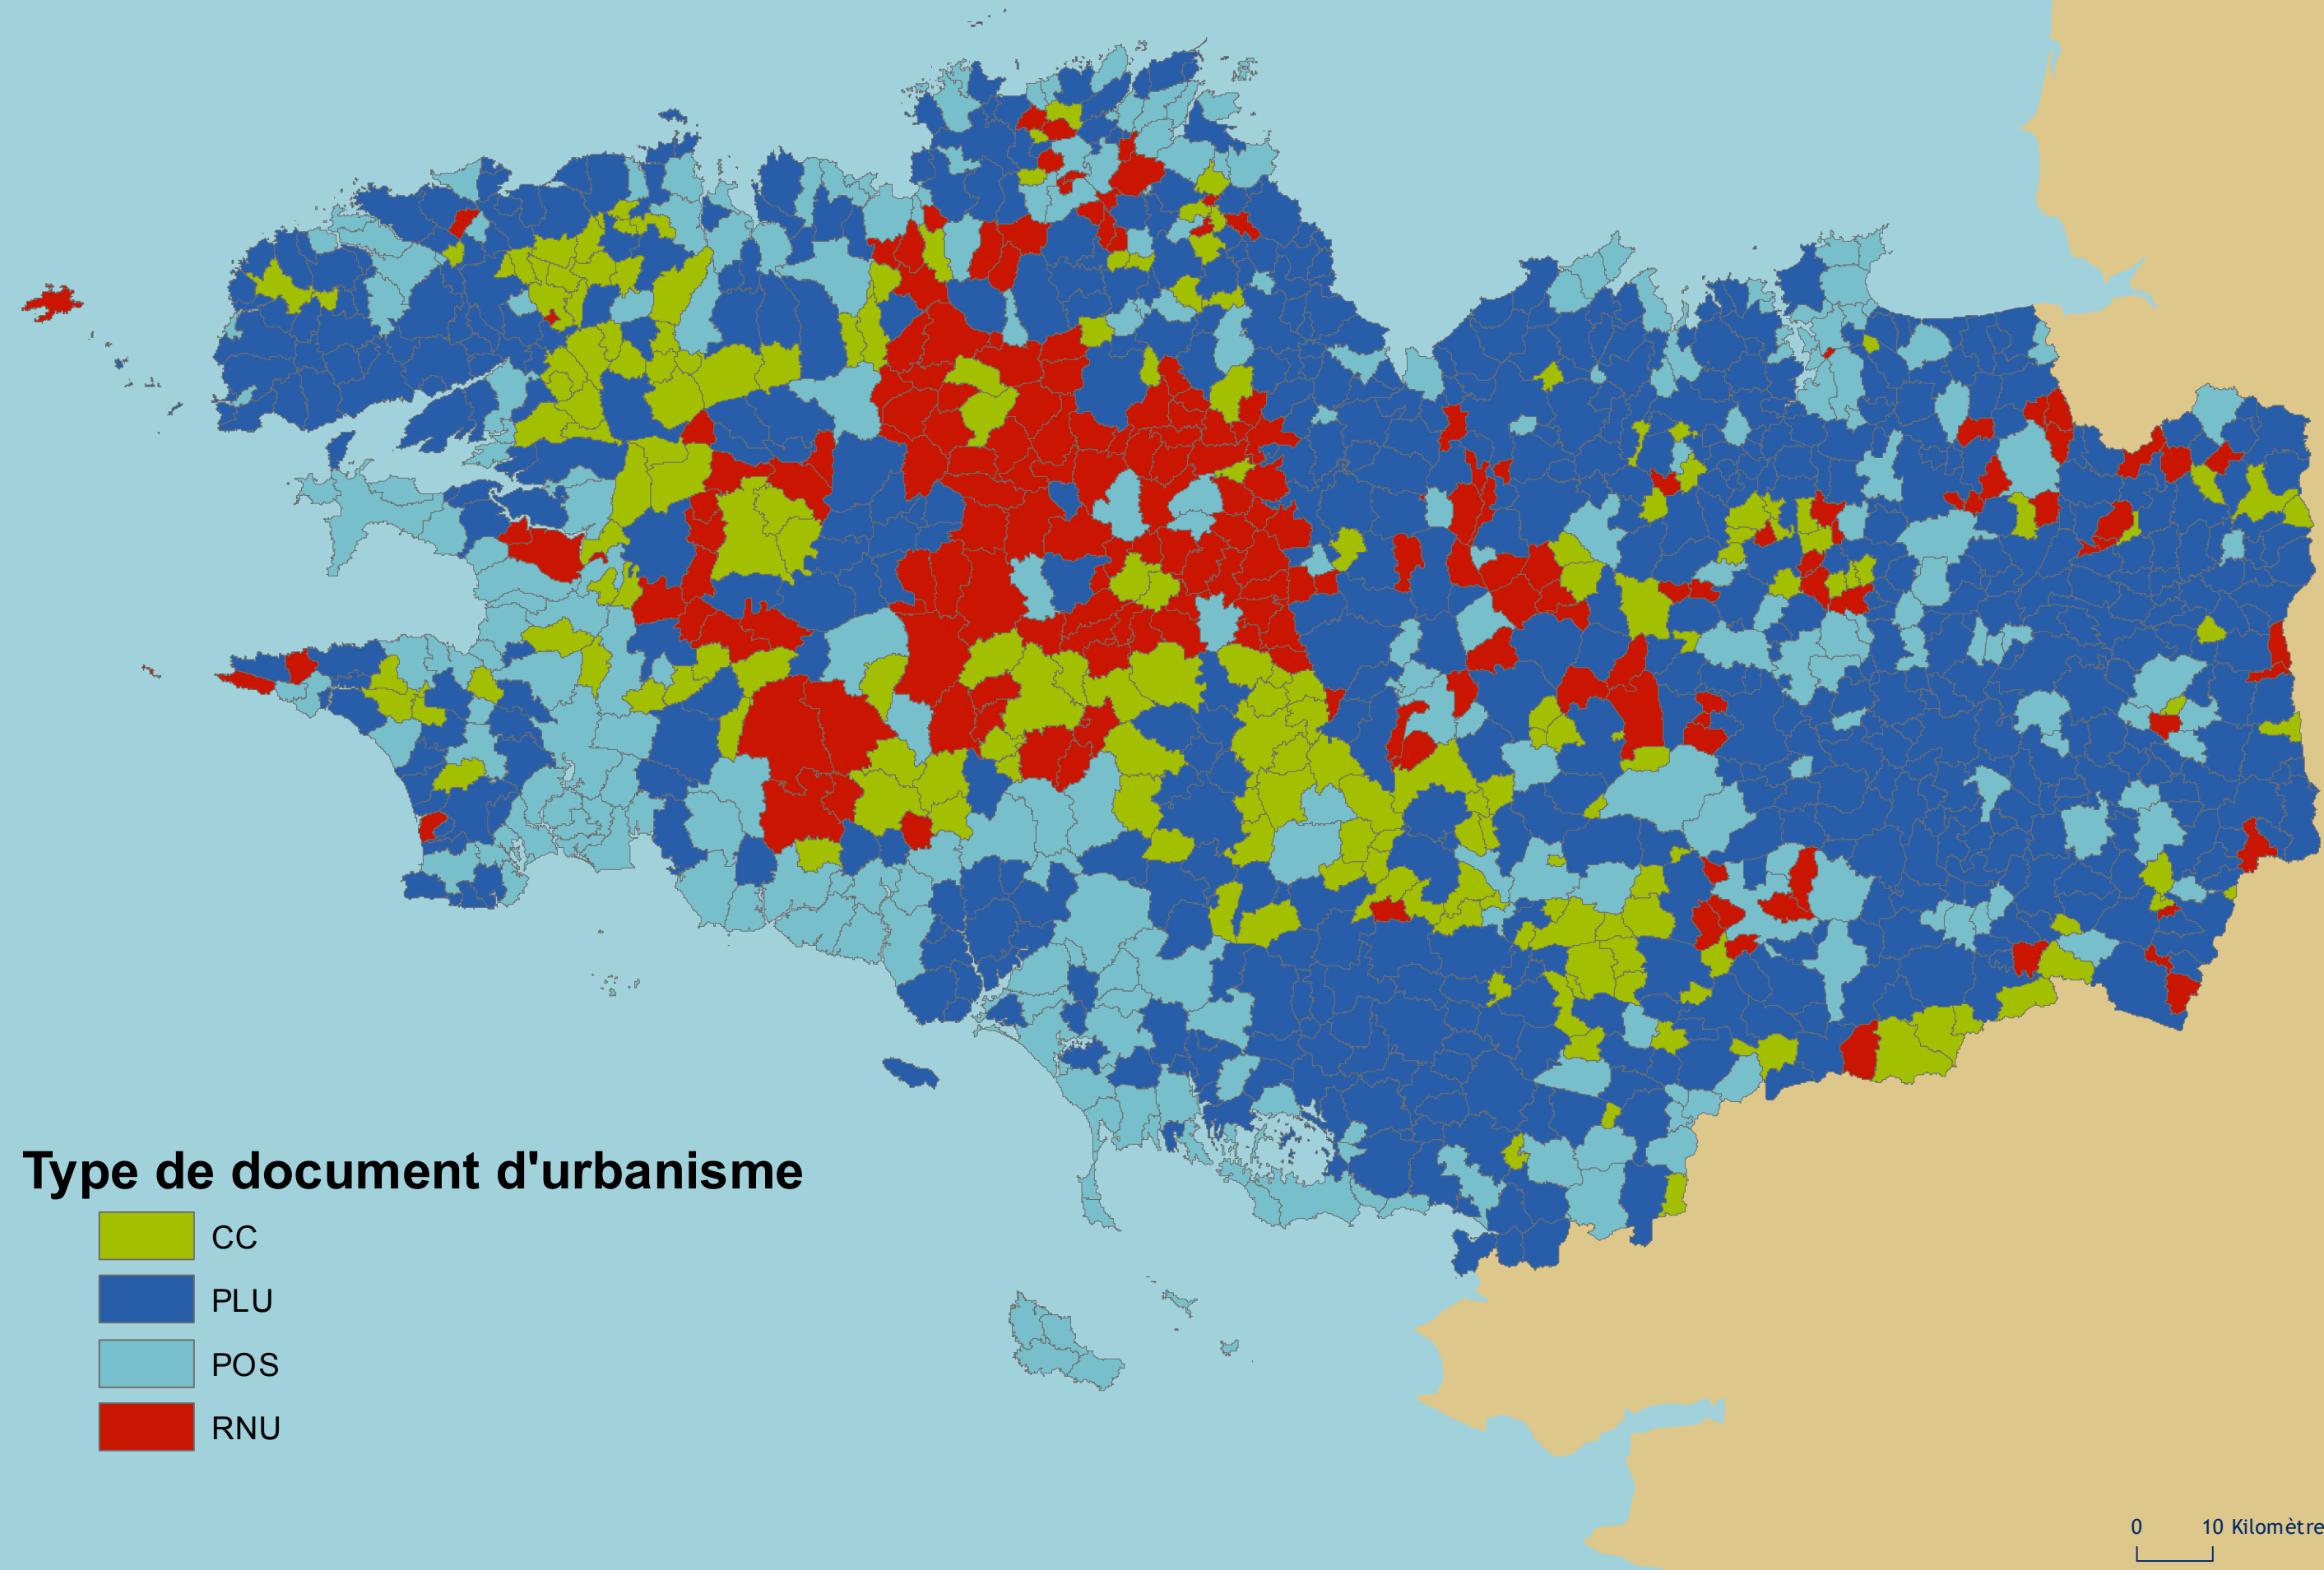 Type de document d'urbanisme
CC
PLU
POS
RNU
0 10 Kilomètre